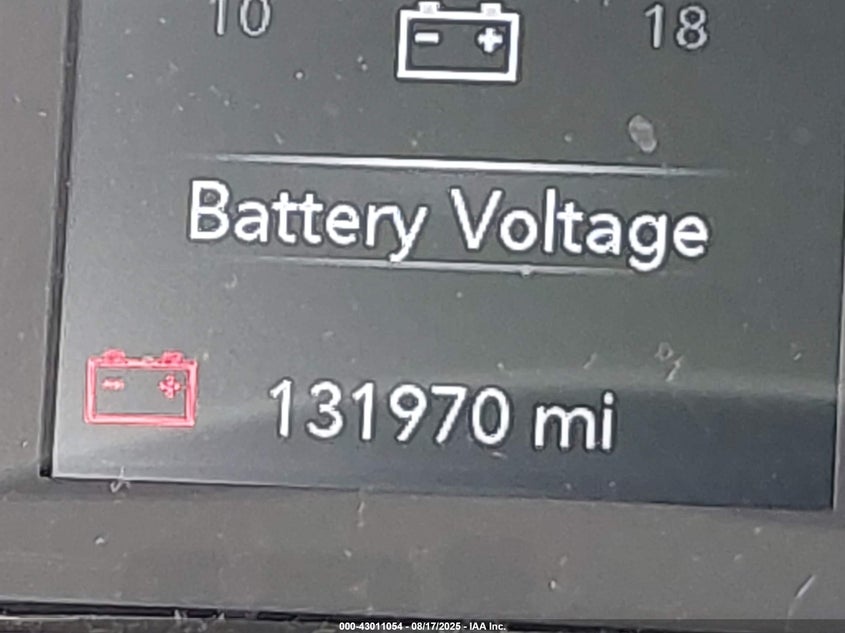 10 18
Battery Voltage
131970 mi
000-43011054 - 08/17/2025 - IAA Inc.